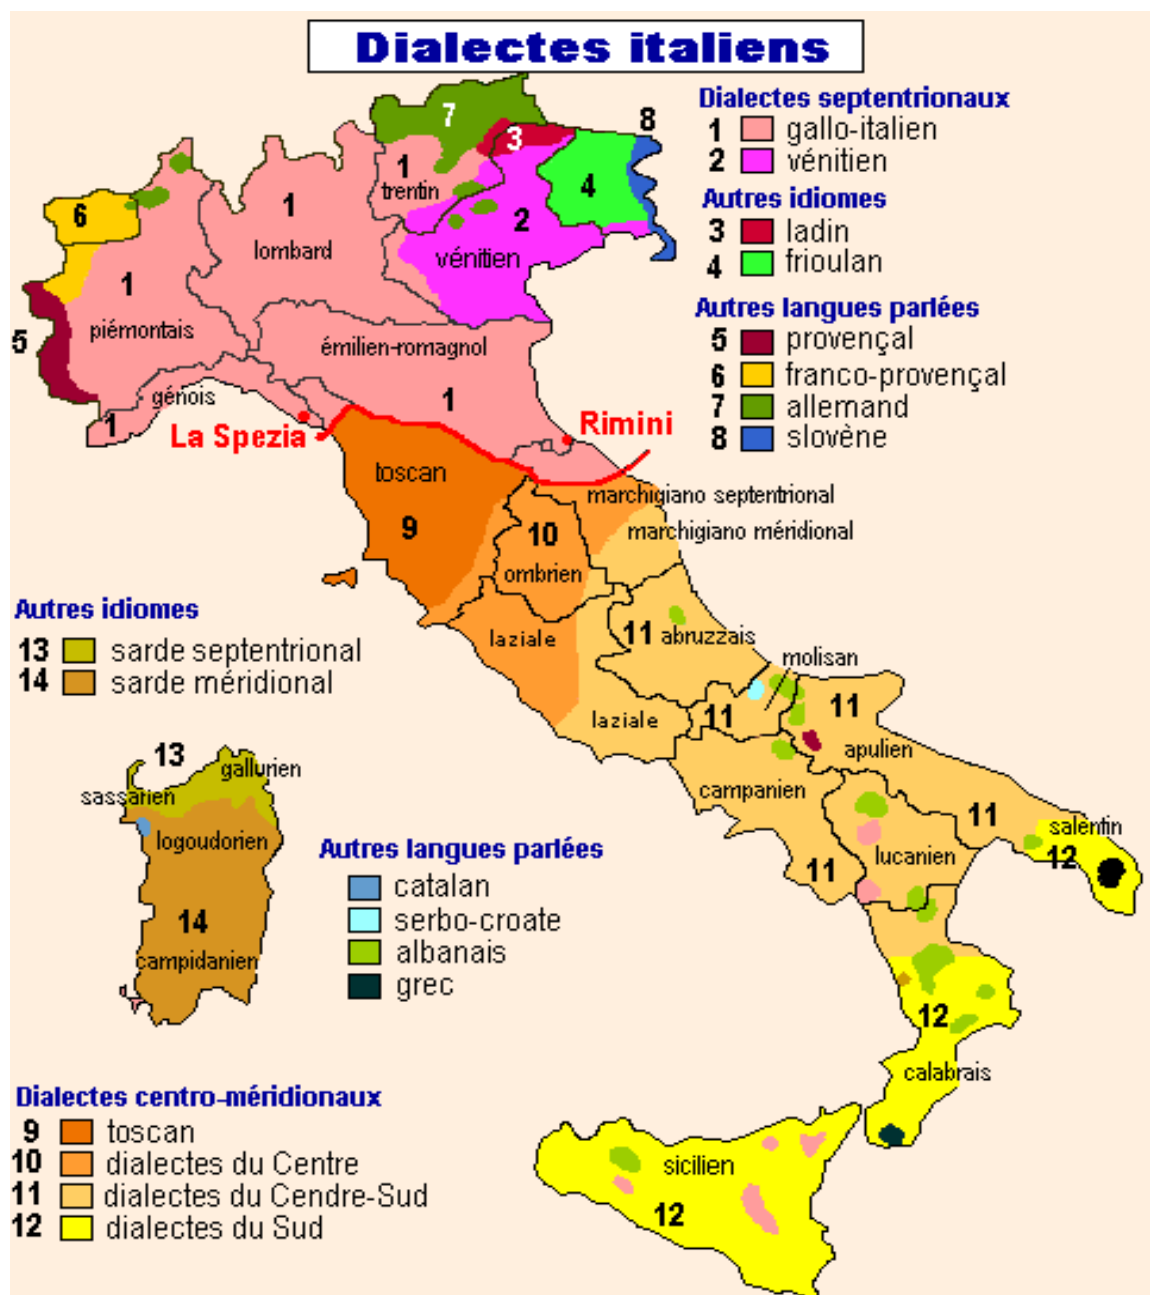 Dialectes italiens
Dialectes septentrionaux
1 gallo-italien
2 vénitien
Autres idiomes
3 ladin
4 frioulan
Autres langues parlées
5 provençal
6 franco-provençal
7 allemand
8 slovène
7
8
3
1
trentin
4
6
1
lombard
2
vénitien
1
piémontais
5
émilien-romagnol
génois
1
1
La Spezia
Rimini
toscan
9
marchigiano septentrional
marchigiano méridional
10
ombrien
laziale
11 abruzzais
molisan
laziale
11
11
apulien
campanien
11
salentin
12
lucanien
11
12
calabrais
sicilien
12
Autres idiomes
13 sarde septentrional
14 sarde méridional
13
gallurien
sassarien
logoudorien
14
campidanien
Autres langues parlées
catalan
serbo-croate
albanais
grec
Dialectes centro-méridionaux
9 toscan
10 dialectes du Centre
11 dialectes du Cendre-Sud
12 dialectes du Sud